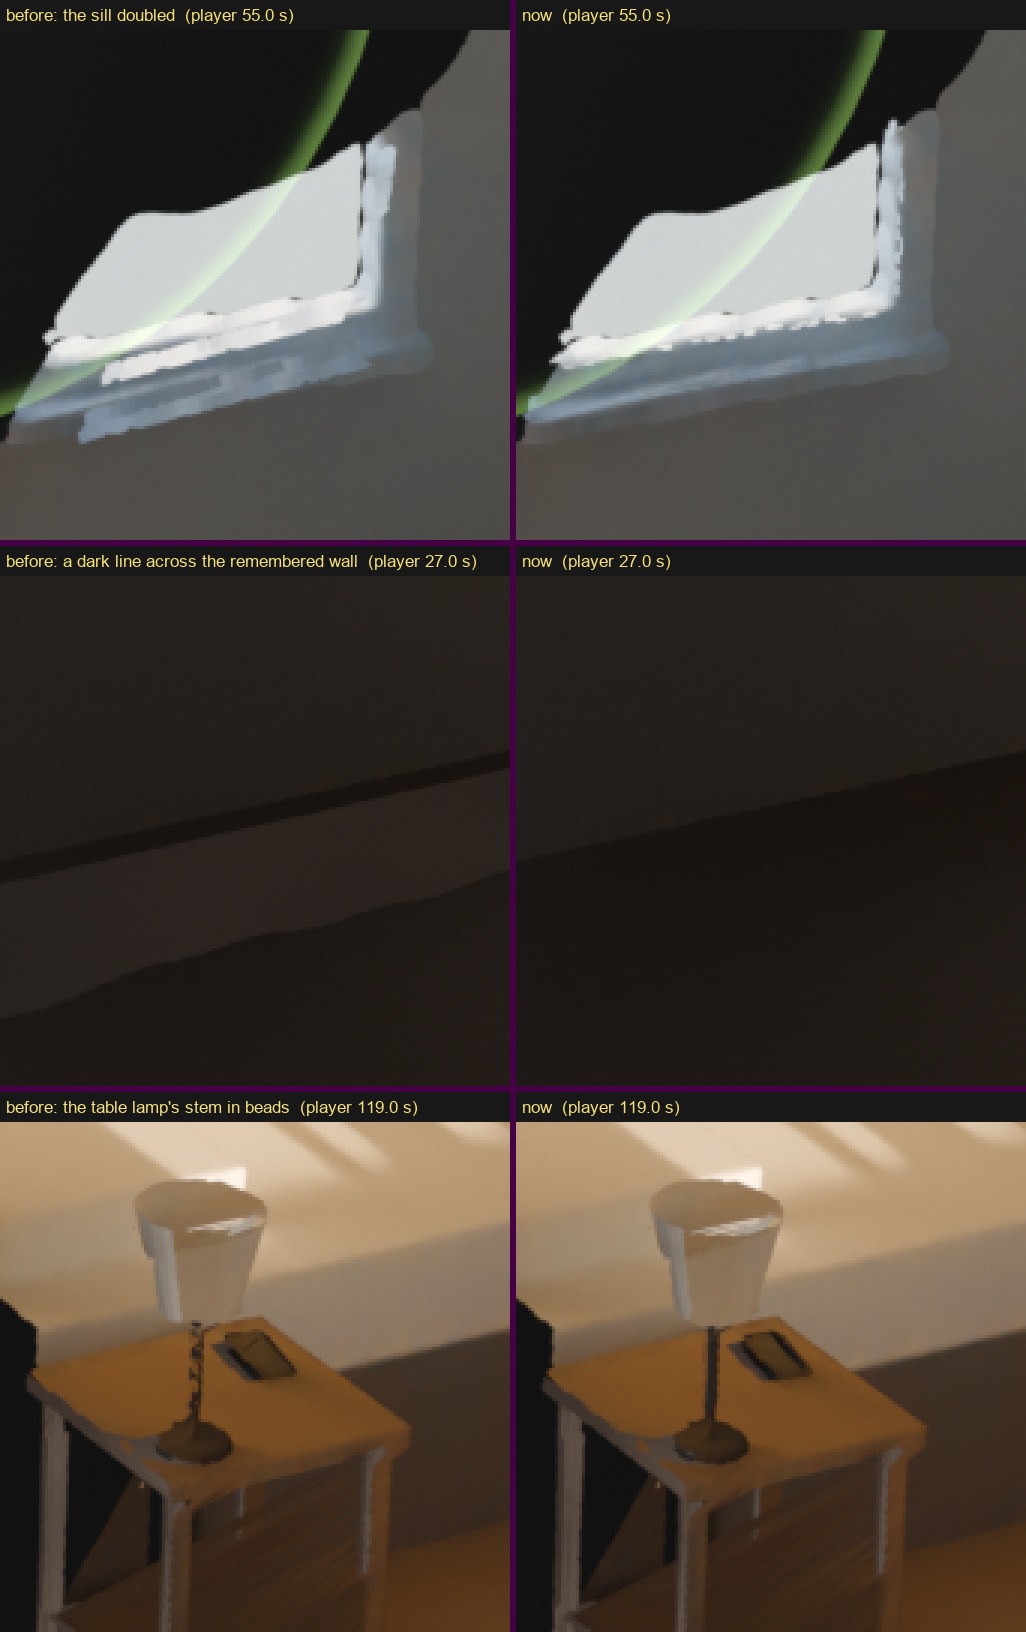 before: the sill doubled (player 55.0 s)
now (player 55.0 s)
before: a dark line across the remembered wall (player 27.0 s)
now (player 27.0 s)
before: the table lamp's stem in beads (player 119.0 s)
now (player 119.0 s)